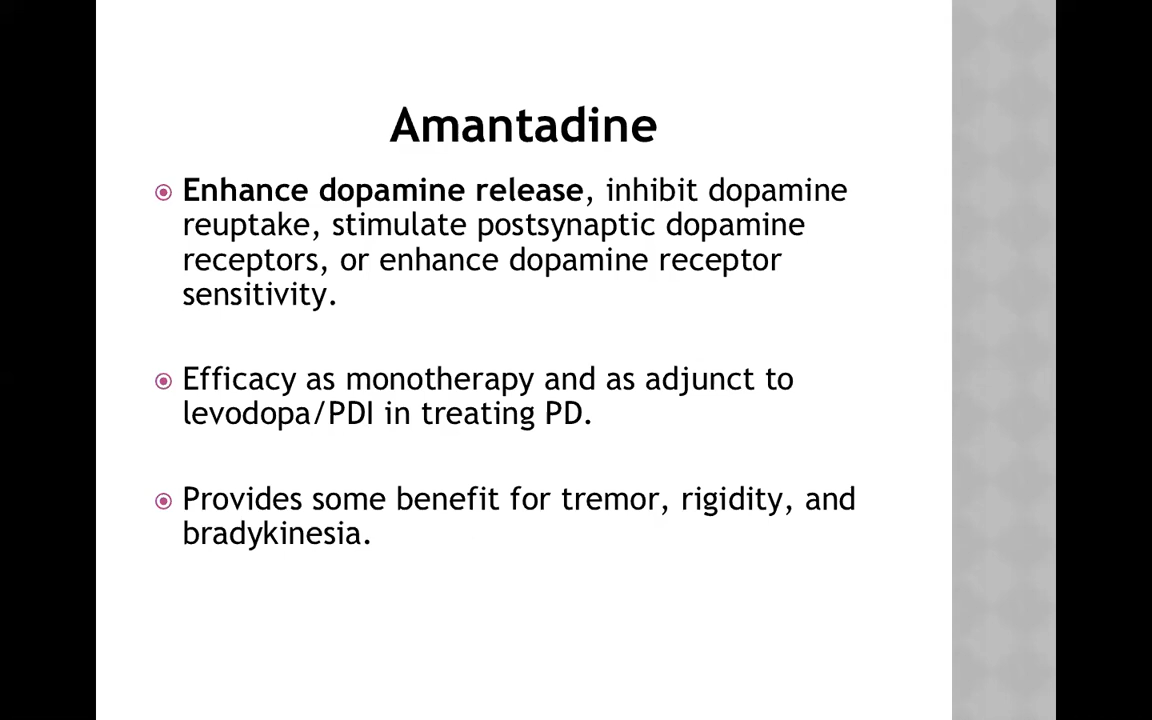 Amantadine
Enhance dopamine release, inhibit dopamine
reuptake, stimulate postsynaptic dopamine
receptors, or enhance dopamine receptor
sensitivity.
Efficacy as monotherapy and as adjunct to
levodopa/PDI in treating PD.
Provides some benefit for tremor, rigidity, and
bradykinesia.